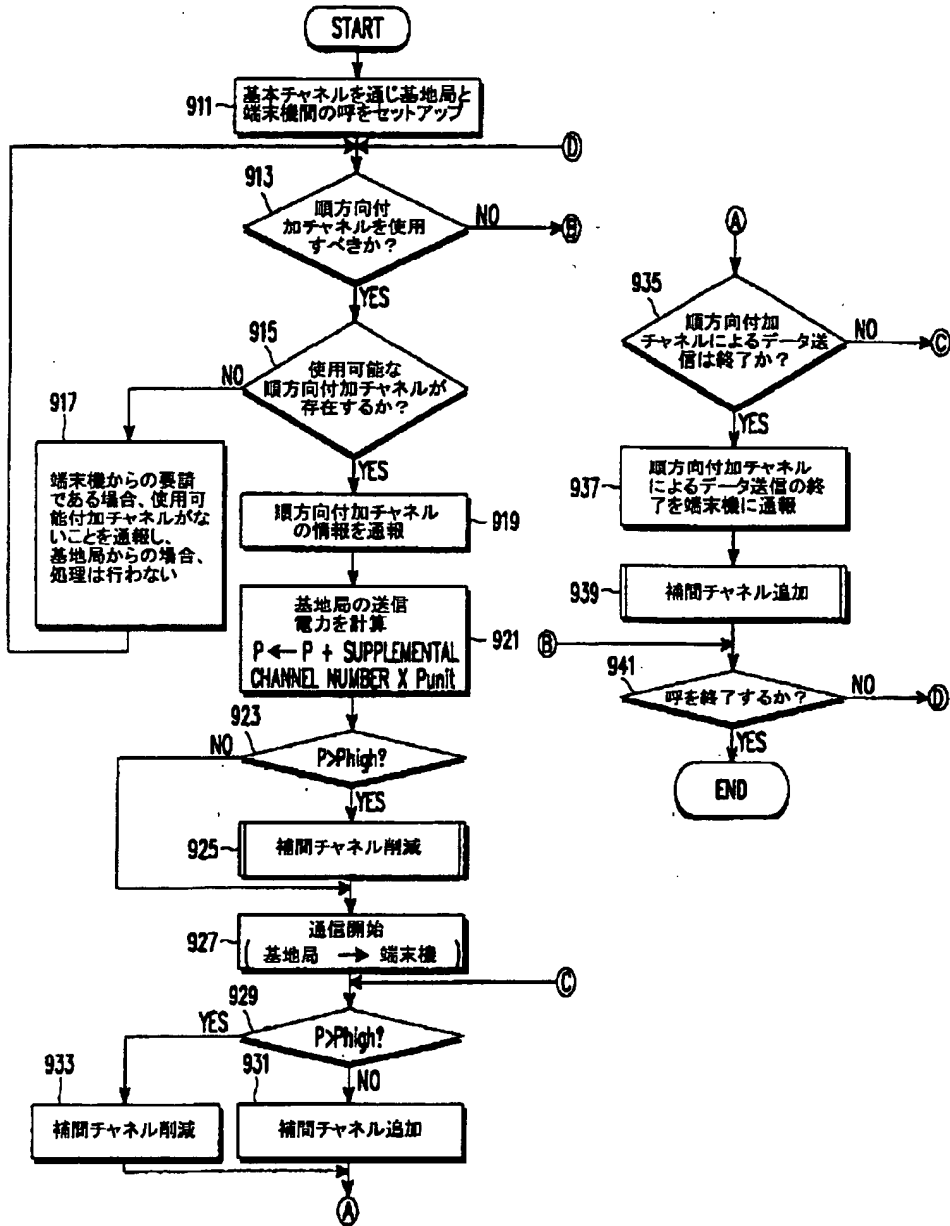 START
911
基本チャネルを通じ基地局と
端末機間の呼をセットアップ
D
913
順方向付
加チャネルを使用
すべきか?
NO
B
YES
915
使用可能な
順方向付加チャネルが
存在するか?
NO
YES
917
端末機からの要請
である場合、使用可
能付加チャネルがな
いことを通報し、
基地局からの場合、
処理は行わない
順方向付加チャネル
の情報を通報
919
基地局の送信
電力を計算
P←P + SUPPLEMENTAL
CHANNEL NUMBER X Punit
921
923
P>Phigh?
NO
YES
925
補間チャネル削減
927
通信開始
( 基地局 → 端末機 )
C
929
P>Phigh?
YES
NO
933
補間チャネル削減
931
補間チャネル追加
A
A
935
順方向付加
チャネルによるデータ送
信は終了か?
NO
C
YES
937
順方向付加チャネル
によるデータ送信の終
了を端末機に通報
939
補間チャネル追加
B
941
呼を終了するか?
NO
D
YES
END